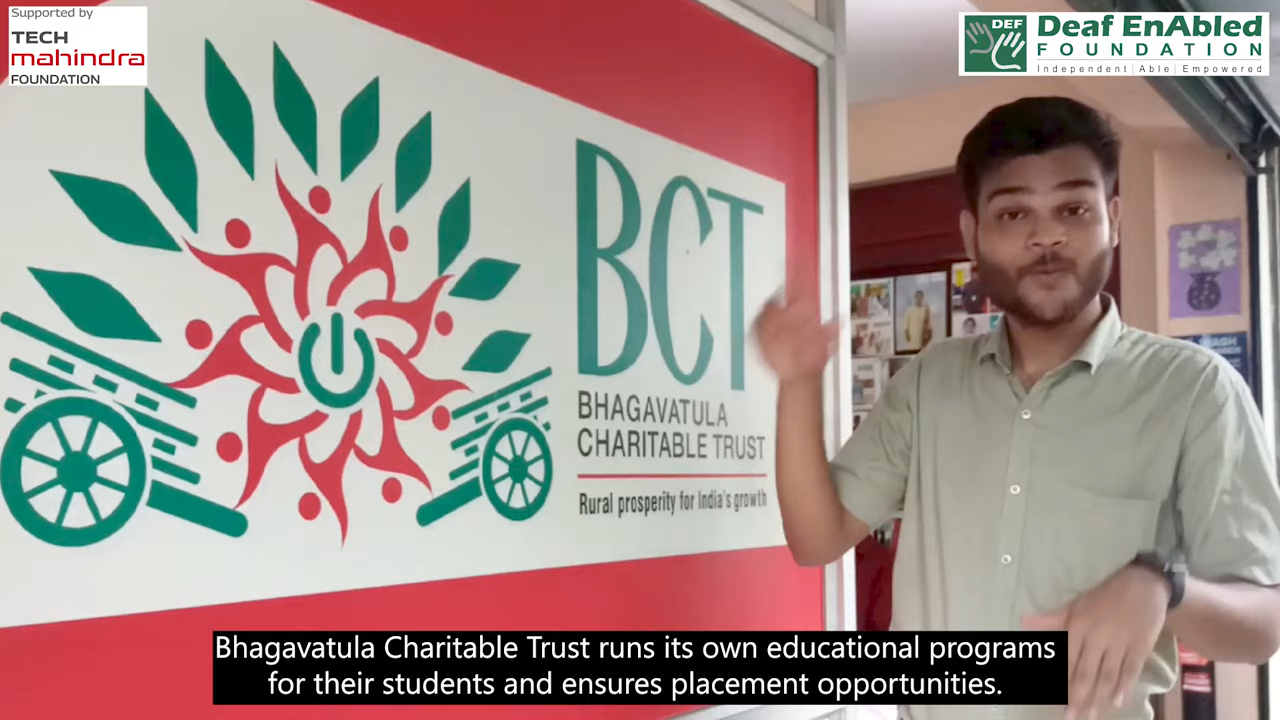 Supported by
TECH
mahindra
FOUNDATION
DEF
Deaf EnAbled
FOUNDATION
Independent | Able | Empowered
BCT
BHAGAVATULA
CHARITABLE TRUST
Rural prosperity for India's growth
Bhagavatula Charitable Trust runs its own educational programs
for their students and ensures placement opportunities.